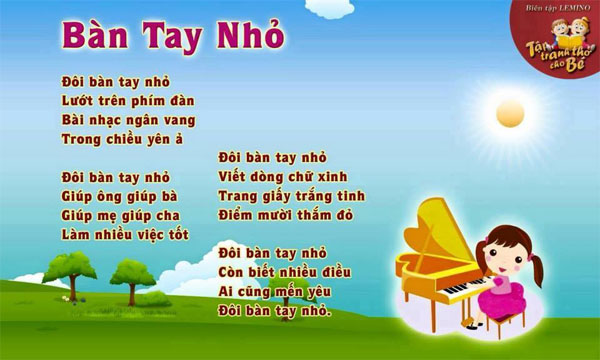 Biên tập LEMINO
Tập
tranh thơ
cho Bé
Bàn Tay Nhỏ
Đôi bàn tay nhỏ
Lướt trên phím đàn
Bài nhạc ngân vang
Trong chiều yên ả
Đôi bàn tay nhỏ
Giúp ông giúp bà
Giúp mẹ giúp cha
Làm nhiều việc tốt
Đôi bàn tay nhỏ
Viết dòng chữ xinh
Trang giấy trắng tinh
Điểm mười thắm đỏ
Đôi bàn tay nhỏ
Còn biết nhiều điều
Ai cũng mến yêu
Đôi bàn tay nhỏ.